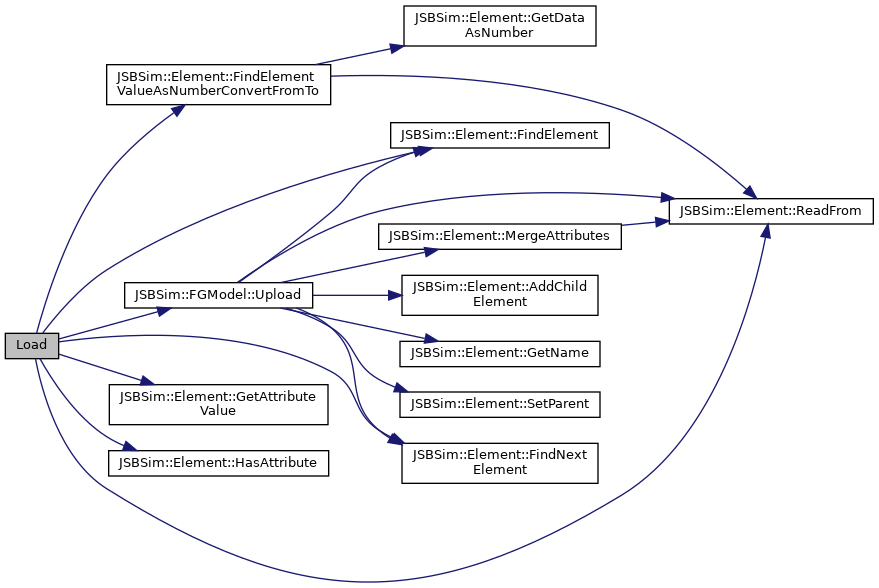 JSBSim::Element::GetData
AsNumber
JSBSim::Element::FindElement
ValueAsNumberConvertFromTo
JSBSim::Element::FindElement
JSBSim::Element::ReadFrom
JSBSim::Element::MergeAttributes
JSBSim::FGModel::Upload
JSBSim::Element::AddChild
Element
Load
JSBSim::Element::GetName
JSBSim::Element::GetAttribute
Value
JSBSim::Element::SetParent
JSBSim::Element::HasAttribute
JSBSim::Element::FindNext
Element